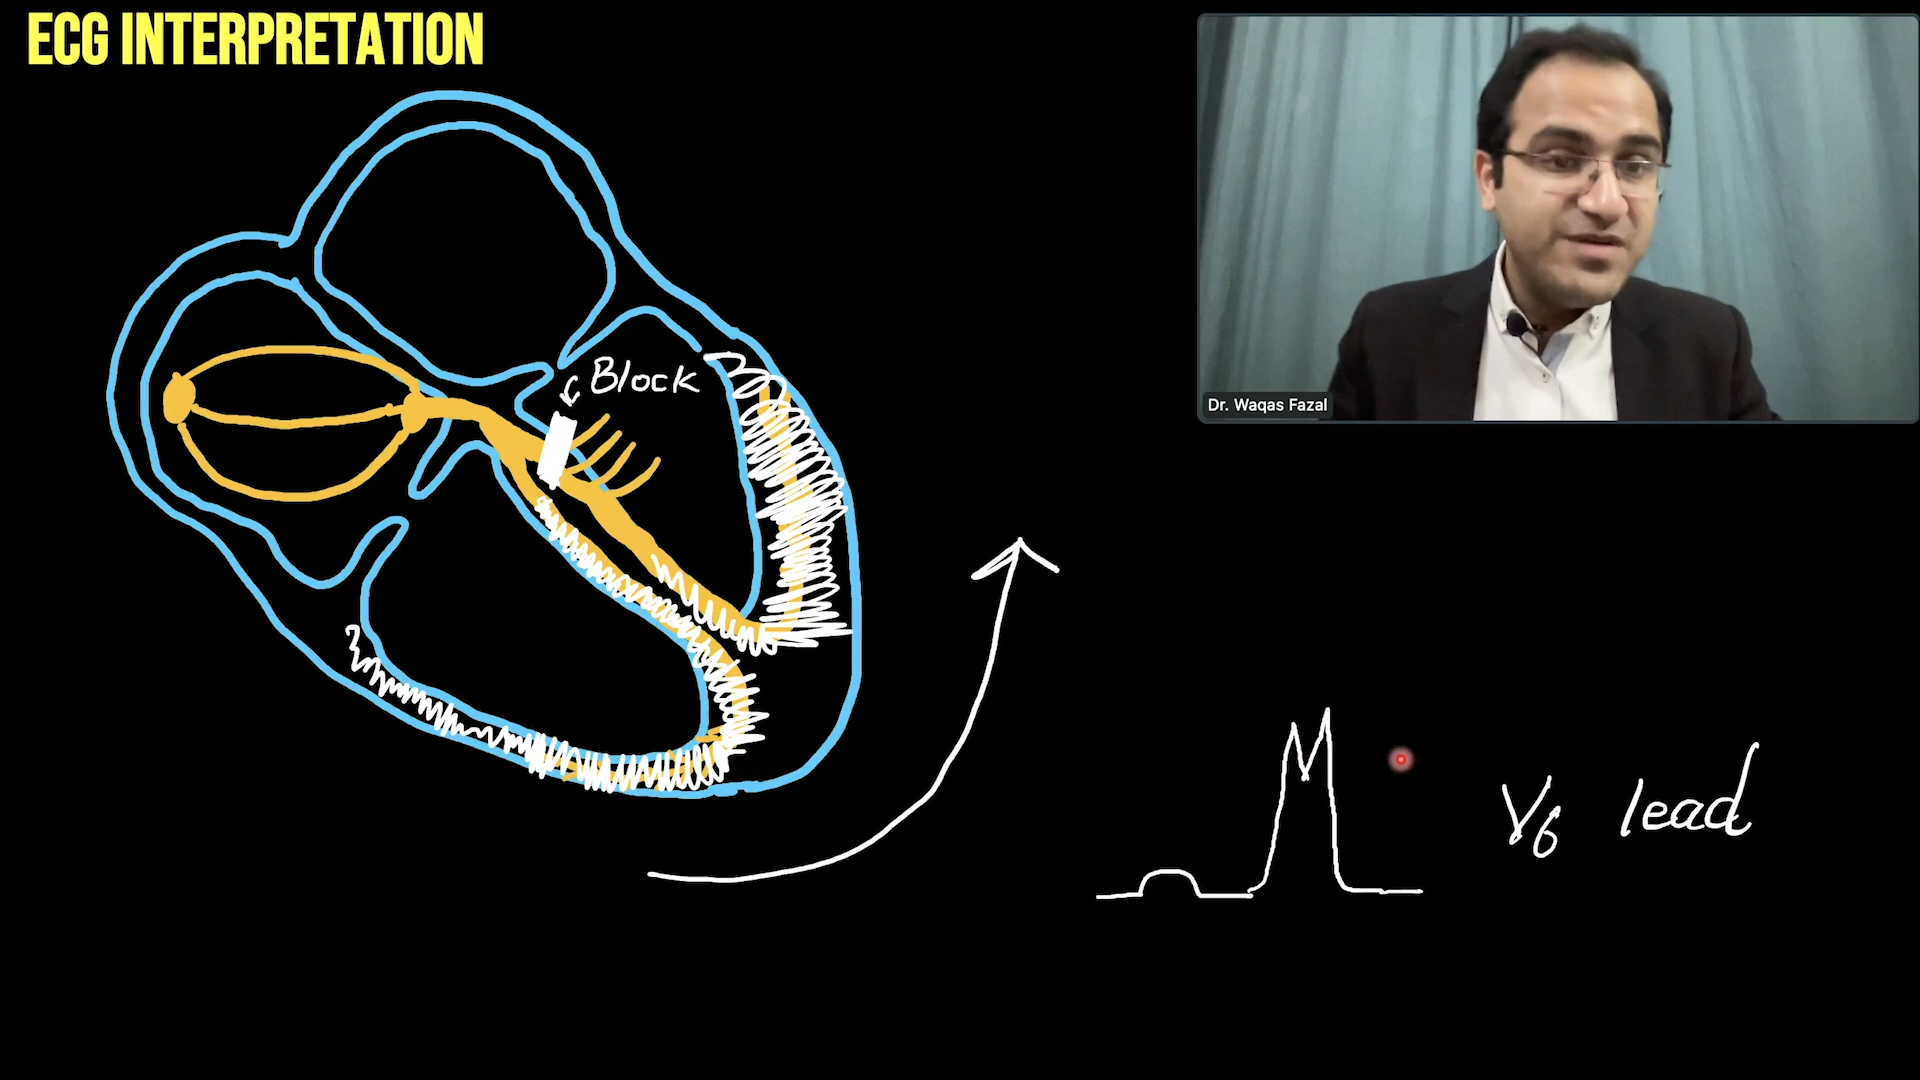 ECG INTERPRETATION
Block
Dr. Waqas Fazal
V6 lead